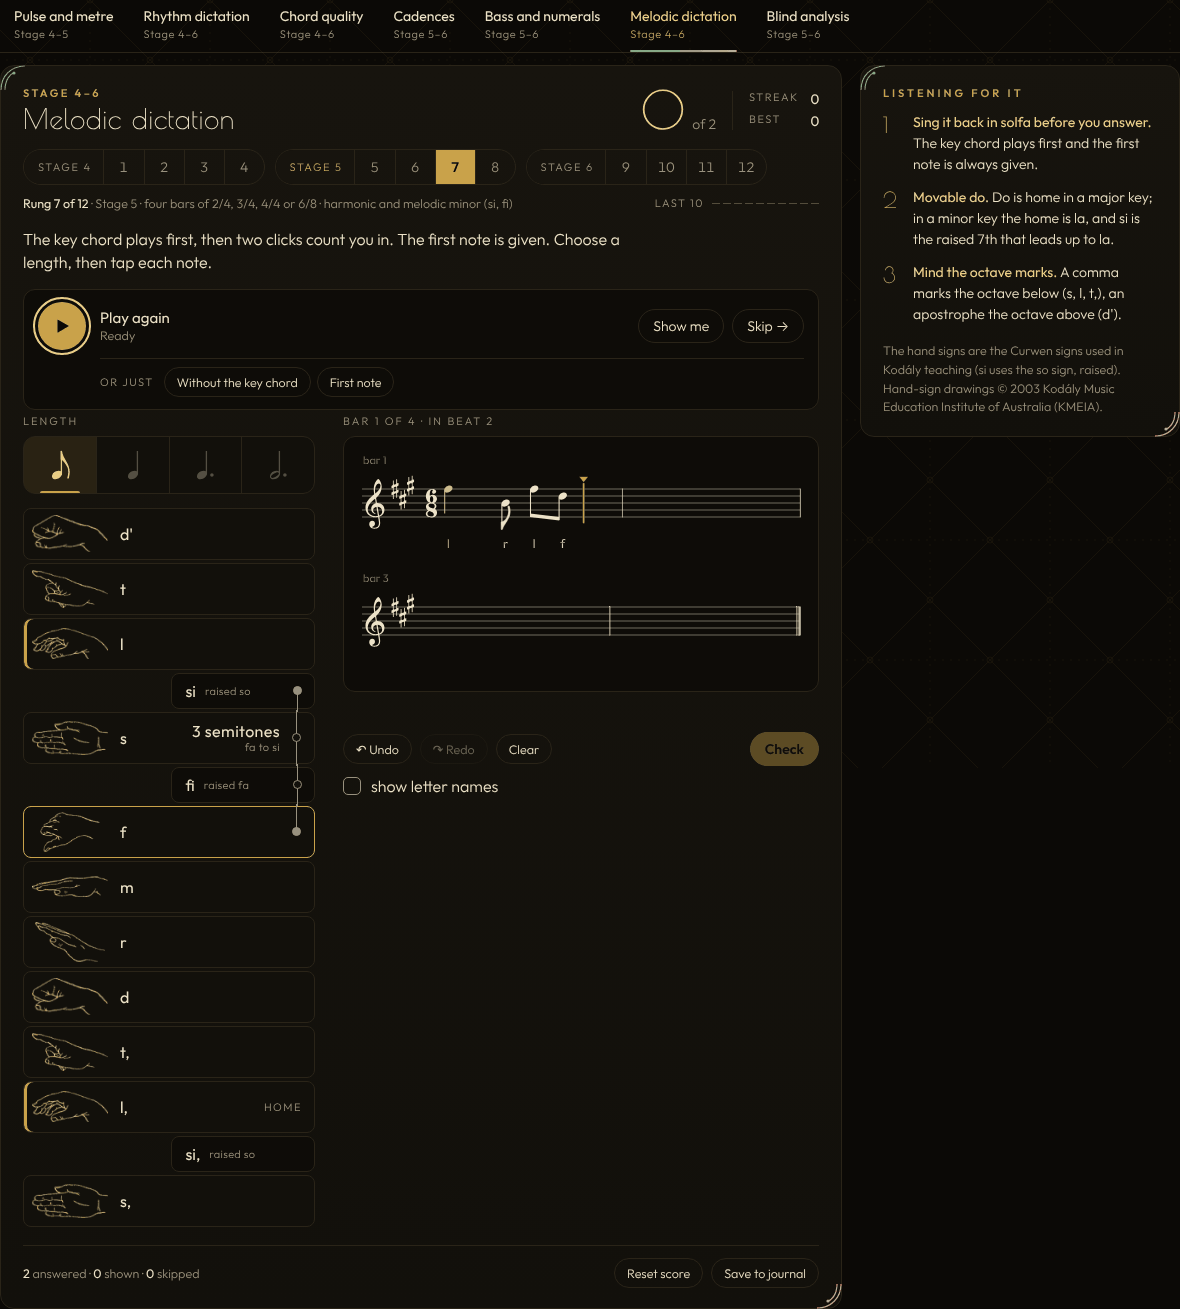 Pulse and metre
Stage 4–5
Rhythm dictation
Stage 4–6
Chord quality
Stage 4–6
Cadences
Stage 5–6
Bass and numerals
Stage 5–6
Melodic dictation
Stage 4–6
Blind analysis
Stage 5–6
STAGE 4–6
Melodic dictation
of 2
STREAK 0
BEST 0
STAGE 4 1 2 3 4
STAGE 5 5 6 7 8
STAGE 6 9 10 11 12
Rung 7 of 12 · Stage 5 · four bars of 2/4, 3/4, 4/4 or 6/8 · harmonic and melodic minor (si, fi)
LAST 10
The key chord plays first, then two clicks count you in. The first note is given. Choose a
length, then tap each note.
Play again
Ready
Show me
Skip →
OR JUST
Without the key chord
First note
LENGTH
d'
t
l
si raised so
s
3 semitones
fa to si
fi raised fa
f
m
r
d
t,
l,
HOME
si, raised so
s,
BAR 1 OF 4 · IN BEAT 2
bar 1
6
8
l r l f
bar 3
↶ Undo
↷ Redo
Clear
Check
show letter names
2 answered · 0 shown · 0 skipped
Reset score
Save to journal
LISTENING FOR IT
1 Sing it back in solfa before you answer.
The key chord plays first and the first
note is always given.
2 Movable do. Do is home in a major key;
in a minor key the home is la, and si is
the raised 7th that leads up to la.
3 Mind the octave marks. A comma
marks the octave below (s, l, t,), an
apostrophe the octave above (d’).
The hand signs are the Curwen signs used in
Kodály teaching (si uses the so sign, raised).
Hand-sign drawings © 2003 Kodály Music
Education Institute of Australia (KMEIA).